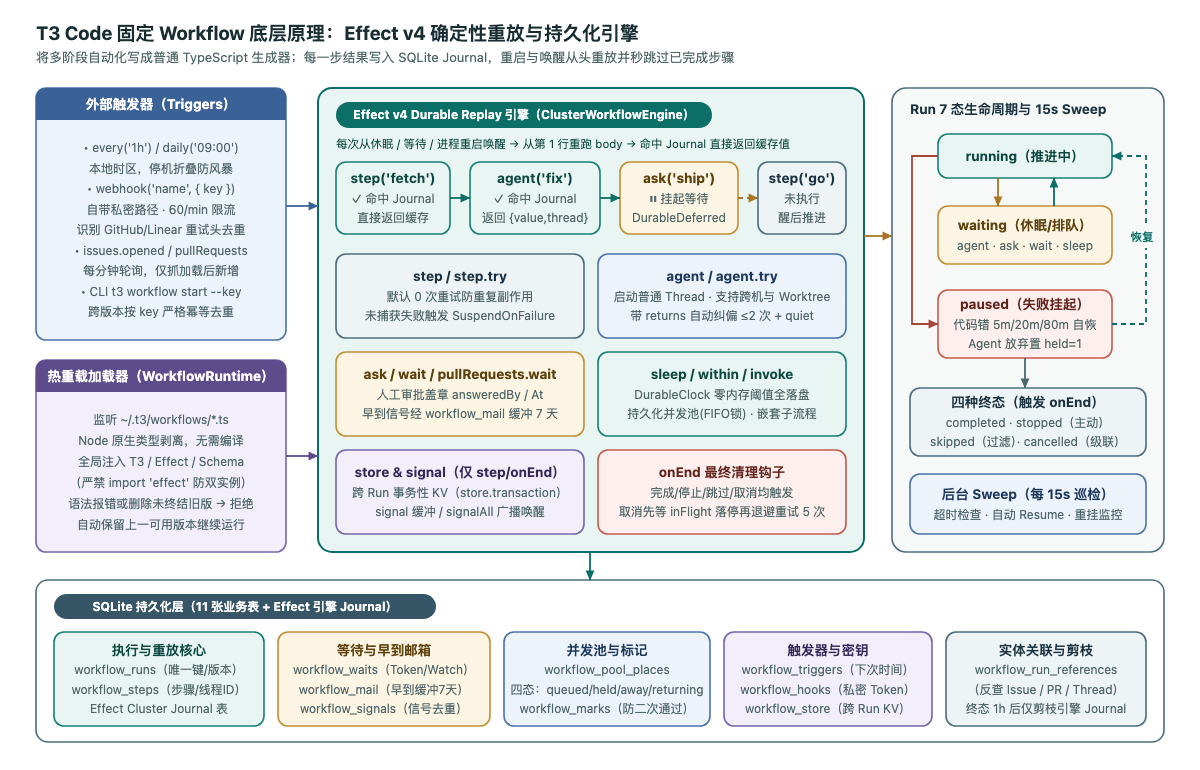 T3 Code 固定 Workflow 底层原理：Effect v4 确定性重放与持久化引擎
将多阶段自动化写成普通 TypeScript 生成器；每一步结果写入 SQLite Journal，重启与唤醒从头重放并秒跳过已完成步骤
外部触发器（Triggers）
• every('1h') / daily('09:00')
本地时区，停机折叠防风暴
• webhook('name', { key })
自带私密路径 · 60/min 限流
识别 GitHub/Linear 重试头去重
• issues.opened / pullRequests
每分钟轮询，仅抓加载后新增
• CLI t3 workflow start --key
跨版本按 key 严格幂等去重
热重载加载器（WorkflowRuntime）
监听 ~/.t3/workflows/*.ts
Node 原生类型剥离，无需编译
全局注入 T3 / Effect / Schema
(严禁 import 'effect' 防双实例)
语法报错或删除未终结旧版 → 拒绝
自动保留上一可用版本继续运行
Effect v4 Durable Replay 引擎（ClusterWorkflowEngine）
每次从休眠 / 等待 / 进程重启唤醒 → 从第 1 行重跑 body → 命中 Journal 直接返回缓存值
step('fetch')
✓ 命中 Journal
直接返回缓存
agent('fix')
✓ 命中 Journal
返回 {value,thread}
ask('ship')
⏸ 挂起等待
DurableDeferred
step('go')
未执行
醒后推进
step / step.try
默认 0 次重试防重复副作用
未捕获失败触发 SuspendOnFailure
agent / agent.try
启动普通 Thread · 支持跨机与 Worktree
带 returns 自动纠偏 ≤2 次 + quiet
ask / wait / pullRequests.wait
人工审批盖章 answeredBy / At
早到信号经 workflow_mail 缓冲 7 天
sleep / within / invoke
DurableClock 零内存阈值全落盘
持久化并发池(FIFO锁) · 嵌套子流程
store & signal（仅 step/onEnd）
跨 Run 事务性 KV（store.transaction）
signal 缓冲 / signalAll 广播唤醒
onEnd 最终清理钩子
完成/停止/跳过/取消均触发
取消先等 inFlight 落停再退避重试 5 次
Run 7 态生命周期与 15s Sweep
running（推进中）
waiting（休眠/排队）
agent · ask · wait · sleep
恢复
paused（失败挂起）
代码错 5m/20m/80m 自恢
Agent 放弃置 held=1
四种终态（触发 onEnd）
completed · stopped（主动）
skipped（过滤）· cancelled（级联）
后台 Sweep（每 15s 巡检）
超时检查 · 自动 Resume · 重挂监控
SQLite 持久化层（11 张业务表 + Effect 引擎 Journal）
执行与重放核心
workflow_runs（唯一键/版本）
workflow_steps（步骤/线程ID）
Effect Cluster Journal 表
等待与早到邮箱
workflow_waits（Token/Watch）
workflow_mail（早到缓冲7天）
workflow_signals（信号去重）
并发池与标记
workflow_pool_places
四态：queued/held/away/returning
workflow_marks（防二次通过）
触发器与密钥
workflow_triggers（下次时间）
workflow_hooks（私密 Token）
workflow_store（跨 Run KV）
实体关联与剪枝
workflow_run_references
（反查 Issue / PR / Thread）
终态 1h 后仅剪枝引擎 Journal